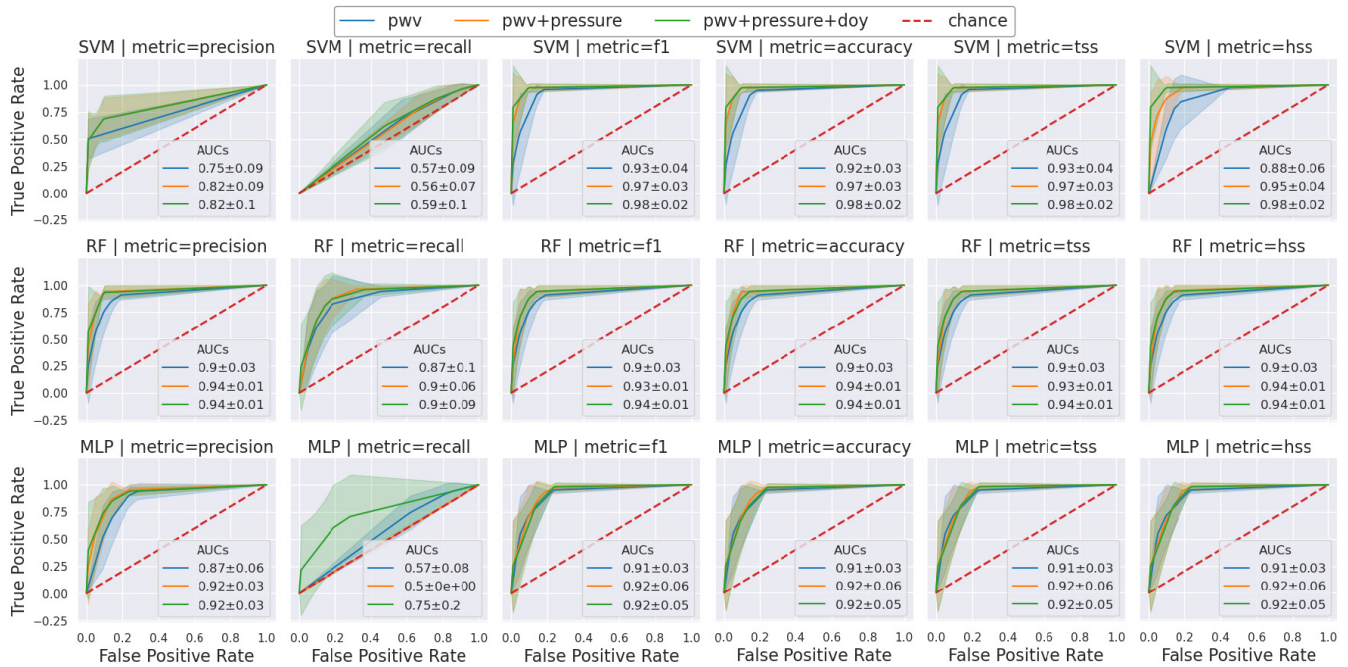 pwv pwv+pressure pwv+pressure+doy chance
SVM | metric=precision SVM | metric=recall SVM | metric=f1 SVM | metric=accuracy SVM | metric=tss SVM | metric=hss
True Positive Rate
1.00
0.75
0.50
0.25
0.00
−0.25
AUCs
0.75±0.09
0.82±0.09
0.82±0.1
AUCs
0.57±0.09
0.56±0.07
0.59±0.1
AUCs
0.93±0.04
0.97±0.03
0.98±0.02
AUCs
0.92±0.03
0.97±0.03
0.98±0.02
AUCs
0.93±0.04
0.97±0.03
0.98±0.02
AUCs
0.88±0.06
0.95±0.04
0.98±0.02
RF | metric=precision RF | metric=recall RF | metric=f1 RF | metric=accuracy RF | metric=tss RF | metric=hss
True Positive Rate
1.00
0.75
0.50
0.25
0.00
−0.25
AUCs
0.9±0.03
0.94±0.01
0.94±0.01
AUCs
0.87±0.1
0.9±0.06
0.9±0.09
AUCs
0.9±0.03
0.93±0.01
0.94±0.01
AUCs
0.9±0.03
0.94±0.01
0.94±0.01
AUCs
0.9±0.03
0.93±0.01
0.94±0.01
AUCs
0.9±0.03
0.94±0.01
0.94±0.01
MLP | metric=precision MLP | metric=recall MLP | metric=f1 MLP | metric=accuracy MLP | metric=tss MLP | metric=hss
True Positive Rate
1.00
0.75
0.50
0.25
0.00
−0.25
AUCs
0.87±0.06
0.92±0.03
0.92±0.03
AUCs
0.57±0.08
0.5±0e+00
0.75±0.2
AUCs
0.91±0.03
0.92±0.06
0.92±0.05
AUCs
0.91±0.03
0.92±0.06
0.92±0.05
AUCs
0.91±0.03
0.92±0.06
0.92±0.05
AUCs
0.91±0.03
0.92±0.06
0.92±0.05
0.0 0.2 0.4 0.6 0.8 1.0 0.0 0.2 0.4 0.6 0.8 1.0 0.0 0.2 0.4 0.6 0.8 1.0 0.0 0.2 0.4 0.6 0.8 1.0 0.0 0.2 0.4 0.6 0.8 1.0 0.0 0.2 0.4 0.6 0.8 1.0
False Positive Rate False Positive Rate False Positive Rate False Positive Rate False Positive Rate False Positive Rate